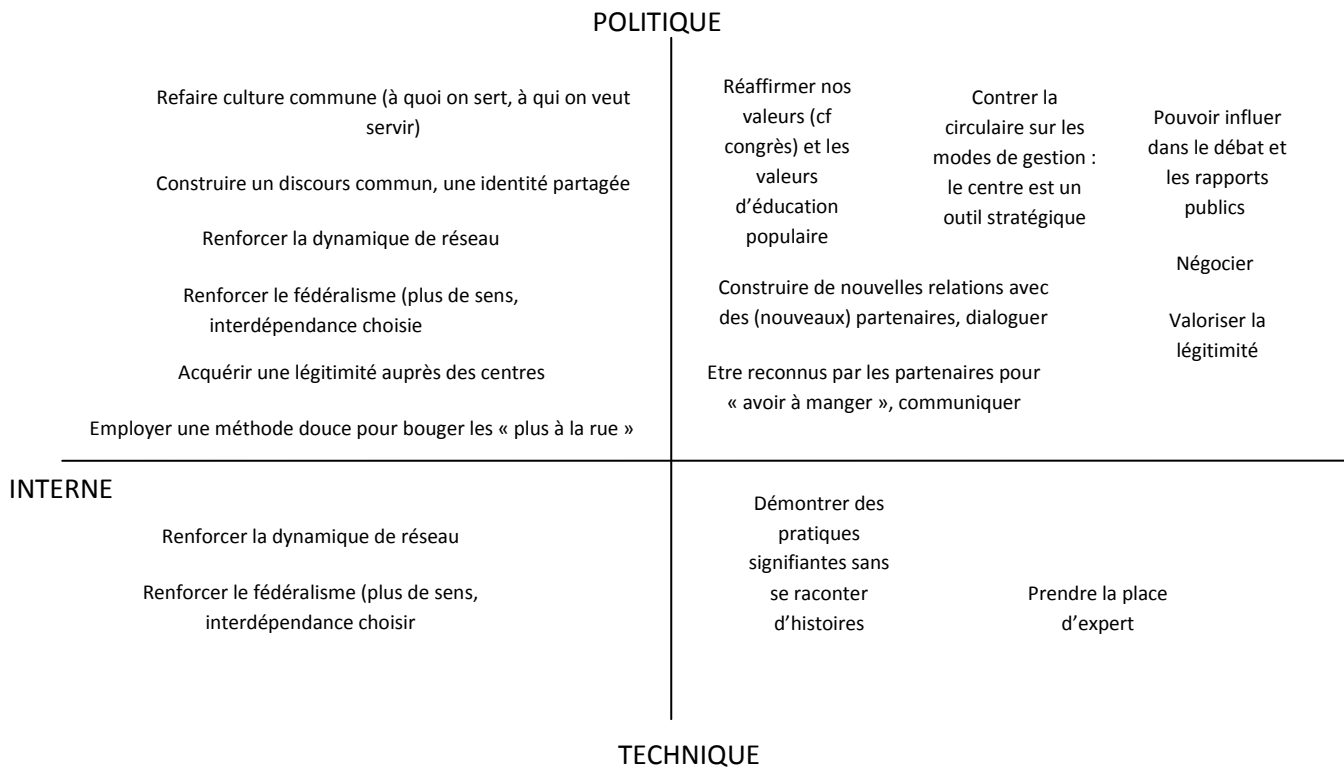 POLITIQUE
Refaire culture commune (à quoi on sert, à qui on veut
servir)
Construire un discours commun, une identité partagée
Renforcer la dynamique de réseau
Renforcer le fédéralisme (plus de sens,
interdépendance choisie
Acquérir une légitimité auprès des centres
Employer une méthode douce pour bouger les « plus à la rue »
Réaffirmer nos
valeurs (cf
congrès) et les
valeurs
d’éducation
populaire
Contrer la
circulaire sur les
modes de gestion :
le centre est un
outil stratégique
Pouvoir influer
dans le débat et
les rapports
publics
Négocier
Valoriser la
légitimité
Construire de nouvelles relations avec
des (nouveaux) partenaires, dialoguer
Etre reconnus par les partenaires pour
« avoir à manger », communiquer
INTERNE
Renforcer la dynamique de réseau
Renforcer le fédéralisme (plus de sens,
interdépendance choisir
Démontrer des
pratiques
signifiantes sans
se raconter
d’histoires
Prendre la place
d’expert
TECHNIQUE